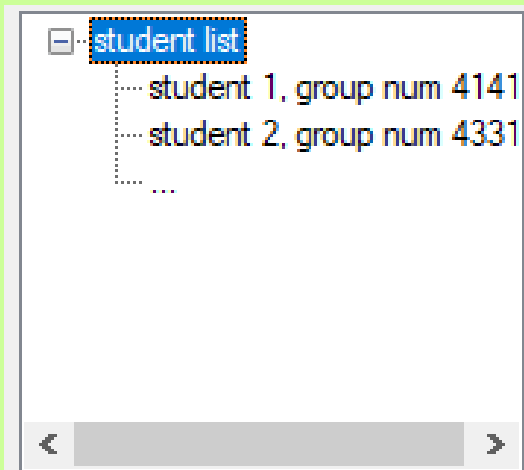 student list
student 1, group num 4141
student 2, group num 4331
...